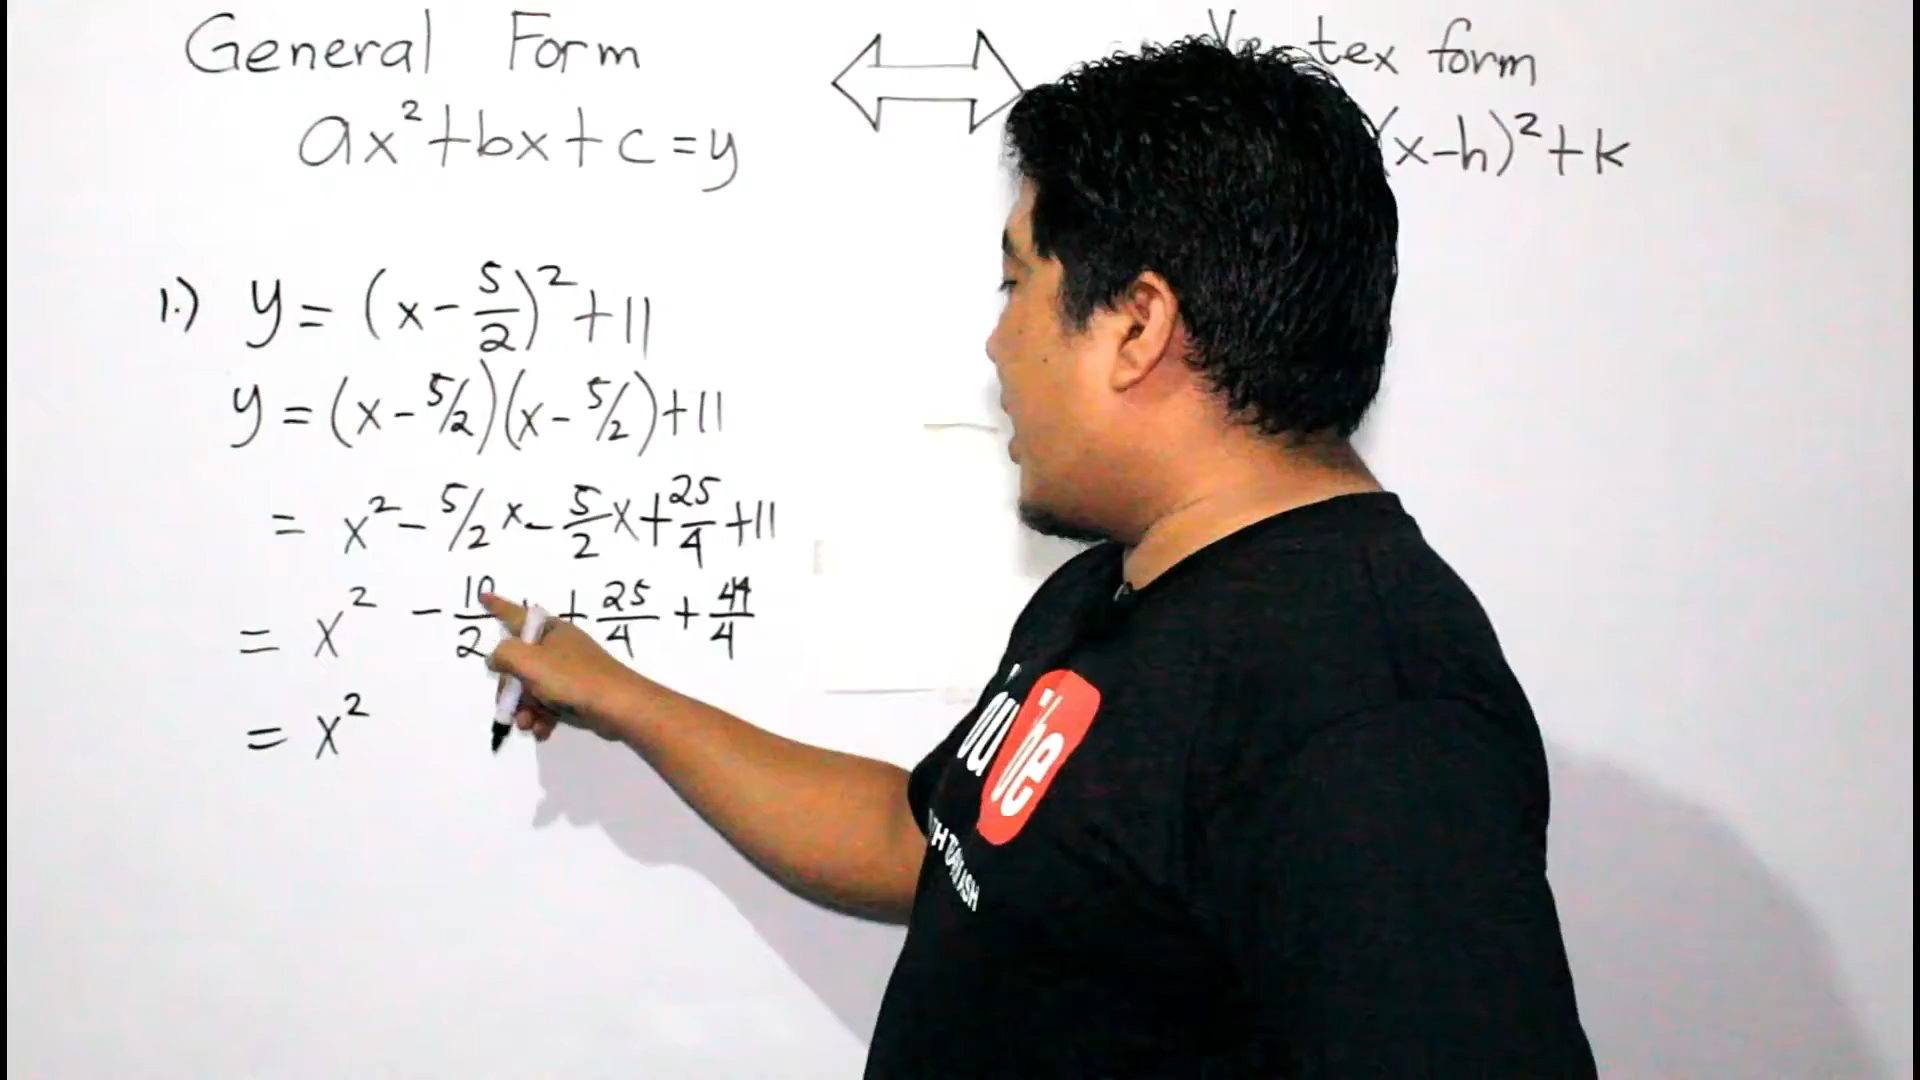 General Form
ax²+bx+c=y
tex form
(x-h)²+k
1.) y = (x - 5/2)² + 11
y = (x - 5/2)(x - 5/2) + 11
= x² - 5/2 x - 5/2 x + 25/4 + 11
= x² - 10/2 + 25/4 + 44/4
= x²